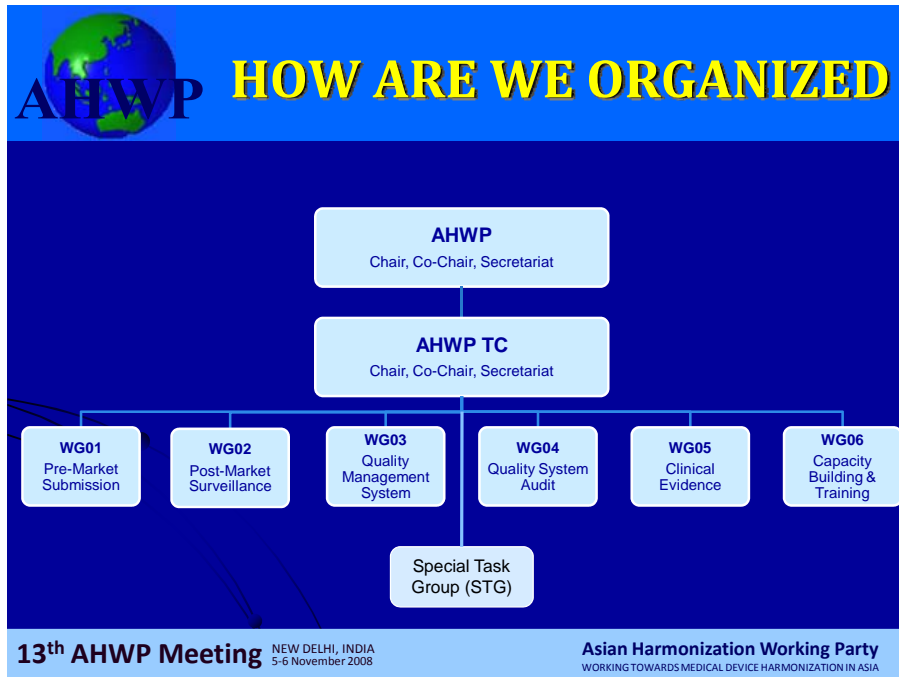 AHWP
HOW ARE WE ORGANIZED
AHWP
Chair, Co-Chair, Secretariat
AHWP TC
Chair, Co-Chair, Secretariat
WG01
Pre-Market
Submission
WG02
Post-Market
Surveillance
WG03
Quality
Management
System
WG04
Quality System
Audit
WG05
Clinical
Evidence
WG06
Capacity
Building &
Training
Special Task
Group (STG)
13th AHWP Meeting
NEW DELHI, INDIA
5-6 November 2008
Asian Harmonization Working Party
WORKING TOWARDS MEDICAL DEVICE HARMONIZATION IN ASIA